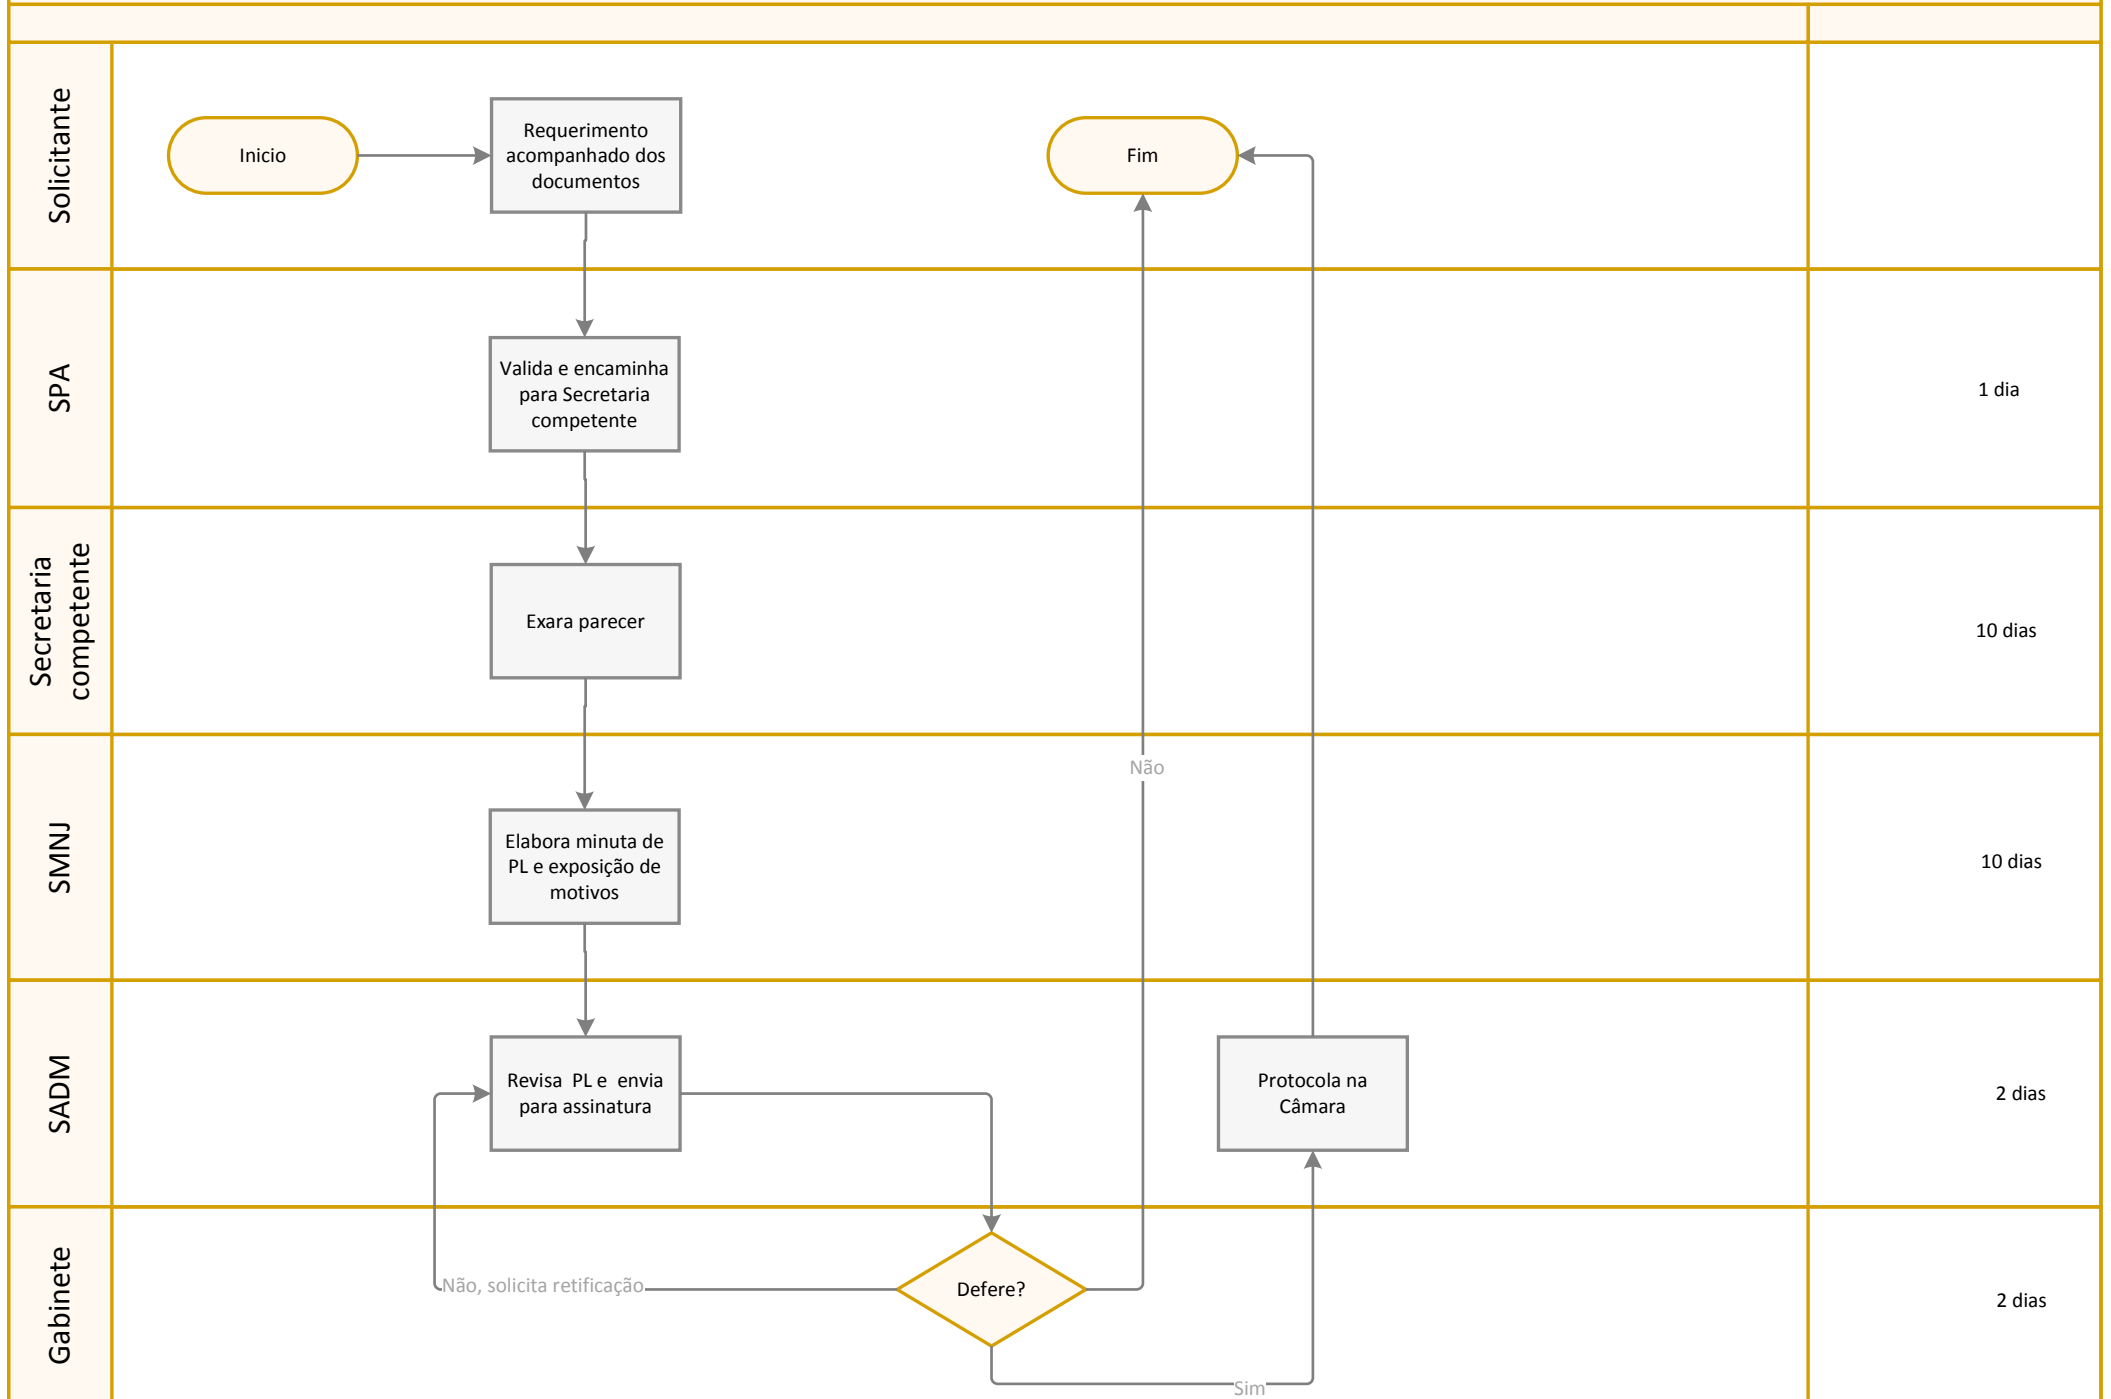 Solicitante
Inicio
Requerimento
acompanhado dos
documentos
Fim
SPA
Valida e encaminha
para Secretaria
competente
1 dia
Secretaria
competente
Exara parecer
10 dias
Não
SMNJ
Elabora minuta de
PL e exposição de
motivos
10 dias
SADM
Revisa PL e envia
para assinatura
Protocola na
Câmara
2 dias
Gabinete
Não, solicita retificação
Defere?
2 dias
Sim